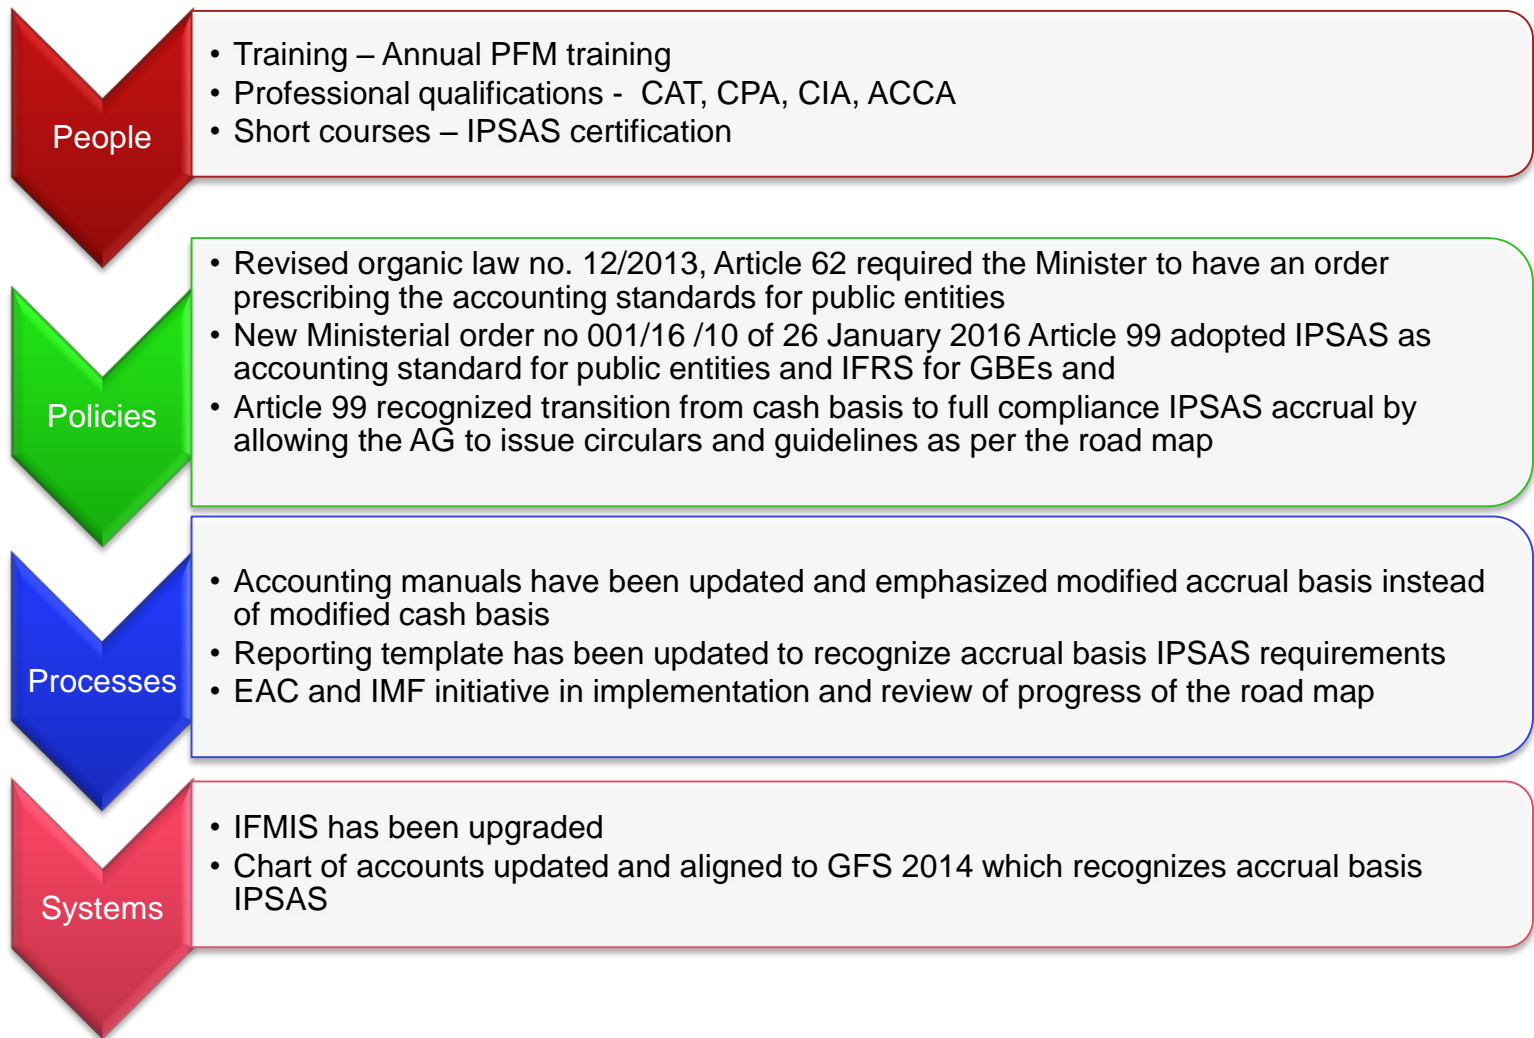 People
• Training – Annual PFM training
• Professional qualifications - CAT, CPA, CIA, ACCA
• Short courses – IPSAS certification
Policies
• Revised organic law no. 12/2013, Article 62 required the Minister to have an order
prescribing the accounting standards for public entities
• New Ministerial order no 001/16 /10 of 26 January 2016 Article 99 adopted IPSAS as
accounting standard for public entities and IFRS for GBEs and
• Article 99 recognized transition from cash basis to full compliance IPSAS accrual by
allowing the AG to issue circulars and guidelines as per the road map
Processes
• Accounting manuals have been updated and emphasized modified accrual basis instead
of modified cash basis
• Reporting template has been updated to recognize accrual basis IPSAS requirements
• EAC and IMF initiative in implementation and review of progress of the road map
Systems
• IFMIS has been upgraded
• Chart of accounts updated and aligned to GFS 2014 which recognizes accrual basis
IPSAS